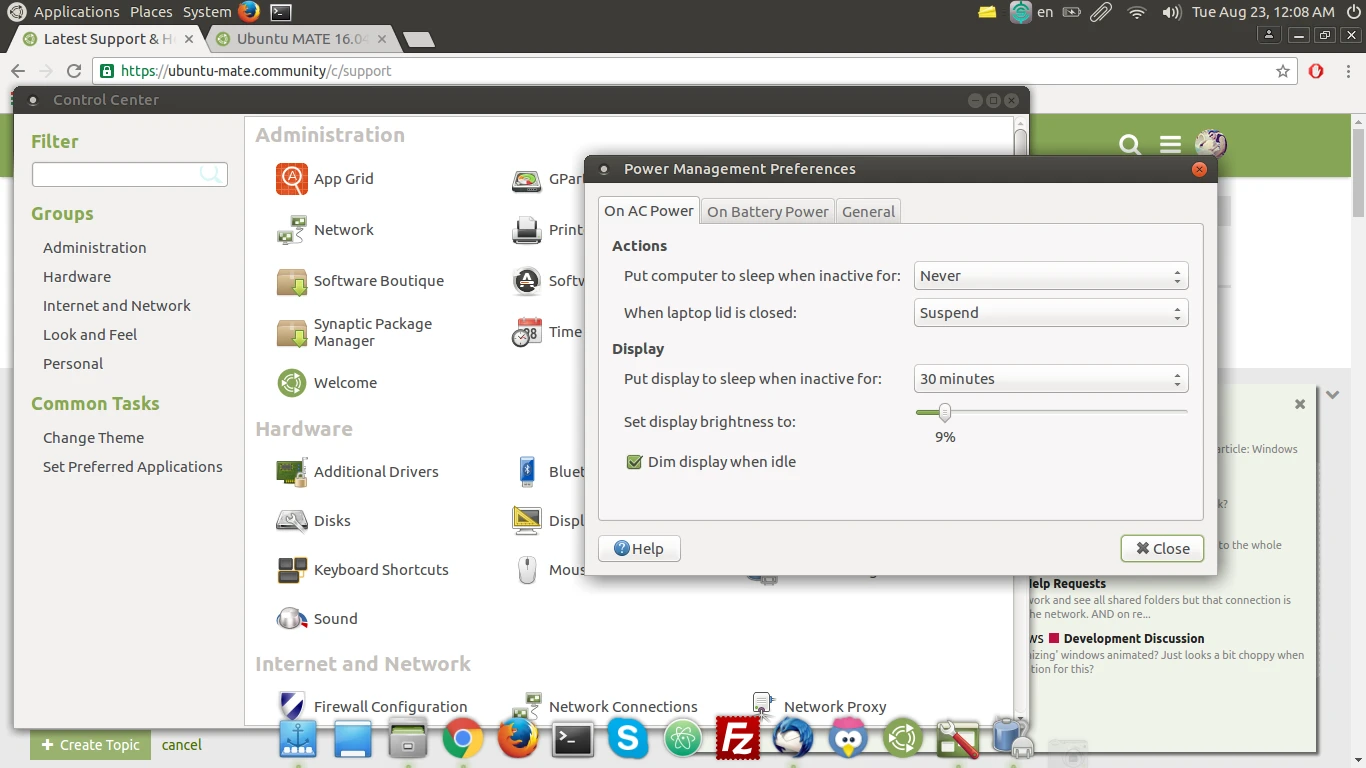 Applications Places System
en
Tue Aug 23, 12:08 AM
Latest Support & H
Ubuntu MATE 16.04
https://ubuntu-mate.community/c/support
Control Center
Filter
Groups
Administration
Hardware
Internet and Network
Look and Feel
Personal
Common Tasks
Change Theme
Set Preferred Applications
Administration
App Grid
GPar
Network
Print
Software Boutique
Softw
Synaptic Package
Manager
Time
Welcome
Hardware
Additional Drivers
Bluet
Disks
Displ
Keyboard Shortcuts
Mous
Sound
Internet and Network
Firewall Configuration
Network Connections
Network Proxy
Power Management Preferences
On AC Power
On Battery Power
General
Actions
Put computer to sleep when inactive for:
Never
When laptop lid is closed:
Suspend
Display
Put display to sleep when inactive for:
30 minutes
Set display brightness to:
9%
Dim display when idle
Help
Close
article: Windows
k?
to the whole
Help Requests
work and see all shared folders but that connection is
he network. AND on re...
ws Development Discussion
izing' windows animated? Just looks a bit choppy when
tion for this?
+ Create Topic
cancel
S
Fz